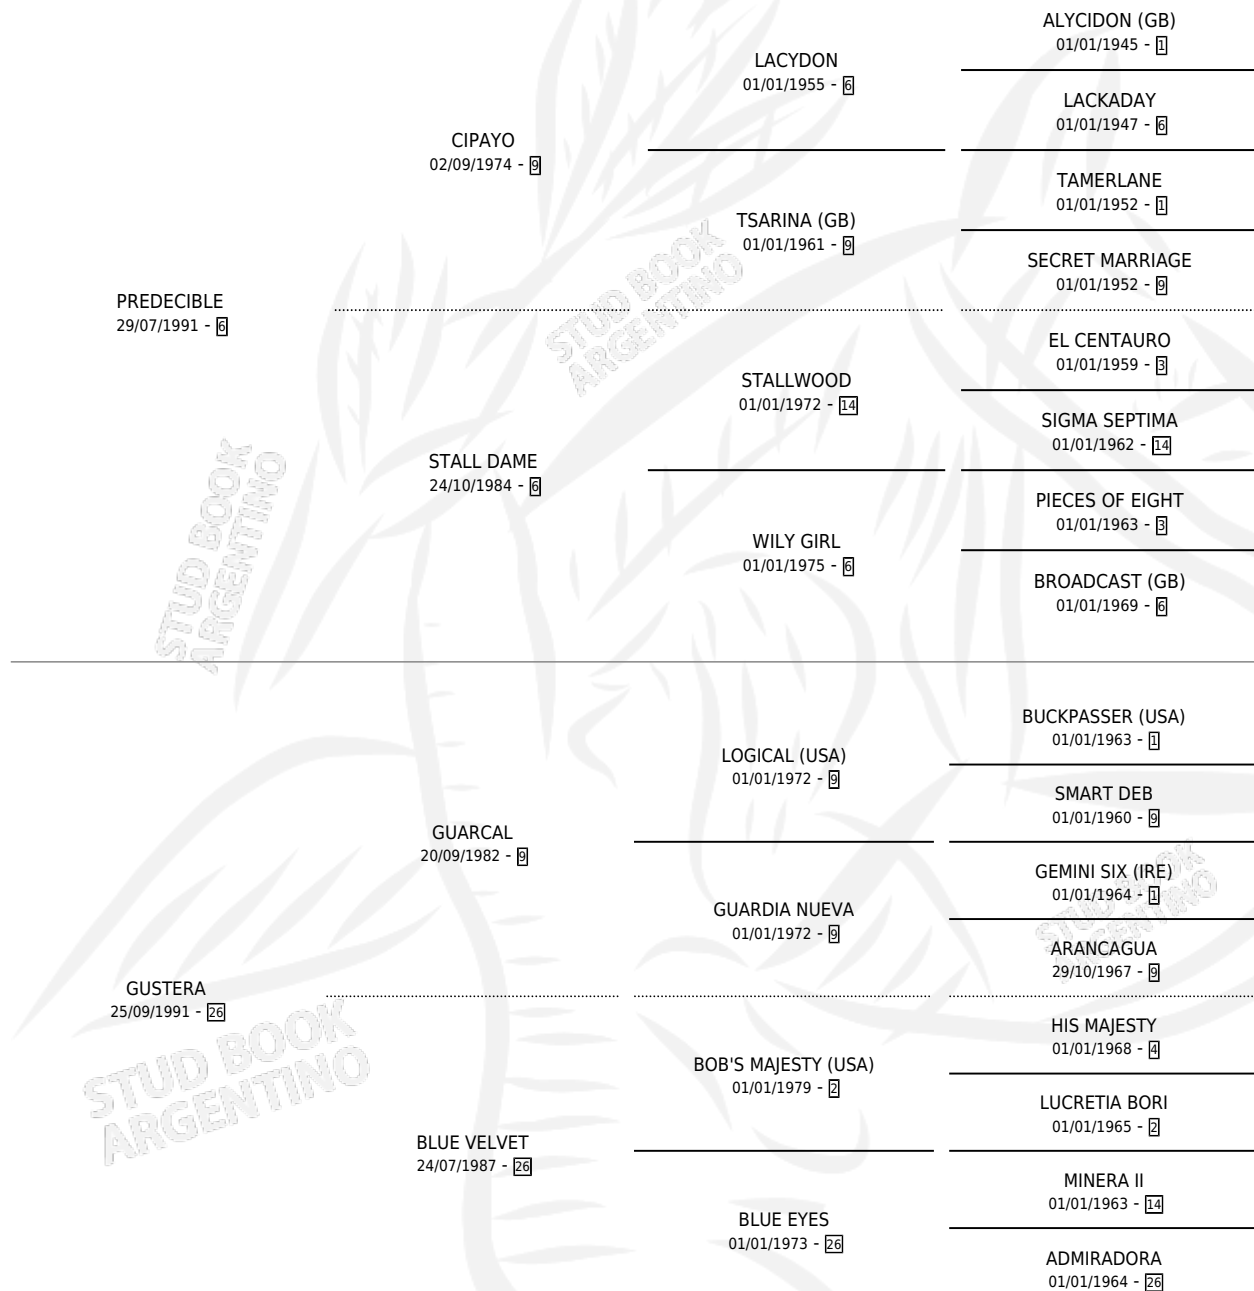 ALYCIDON (GB)
01/01/1945 - 1
LACYDON
01/01/1955 - 6
LACKADAY
01/01/1947 - 6
CIPAYO
02/09/1974 - 9
TAMERLANE
01/01/1952 - 1
TSARINA (GB)
01/01/1961 - 9
SECRET MARRIAGE
01/01/1952 - 9
PREDECIBLE
29/07/1991 - 6
EL CENTAURO
01/01/1959 - 3
STALLWOOD
01/01/1972 - 14
SIGMA SEPTIMA
01/01/1962 - 14
STALL DAME
24/10/1984 - 6
PIECES OF EIGHT
01/01/1963 - 3
WILY GIRL
01/01/1975 - 6
BROADCAST (GB)
01/01/1969 - 6
STUD BOOK
ARGENTINO
STUD BOOK
ARGENTINO
BUCKPASSER (USA)
01/01/1963 - 1
LOGICAL (USA)
01/01/1972 - 9
SMART DEB
01/01/1960 - 9
GUARCAL
20/09/1982 - 9
GEMINI SIX (IRE)
01/01/1964 - 1
GUARDIA NUEVA
01/01/1972 - 9
ARANCAGUA
29/10/1967 - 9
GUSTERA
25/09/1991 - 26
HIS MAJESTY
01/01/1968 - 4
BOB'S MAJESTY (USA)
01/01/1979 - 2
LUCRETIA BORI
01/01/1965 - 2
BLUE VELVET
24/07/1987 - 26
MINERA II
01/01/1963 - 14
BLUE EYES
01/01/1973 - 26
ADMIRADORA
01/01/1964 - 26
STUD BOOK
ARGENTINO
STUD BOOK
ARGENTINO